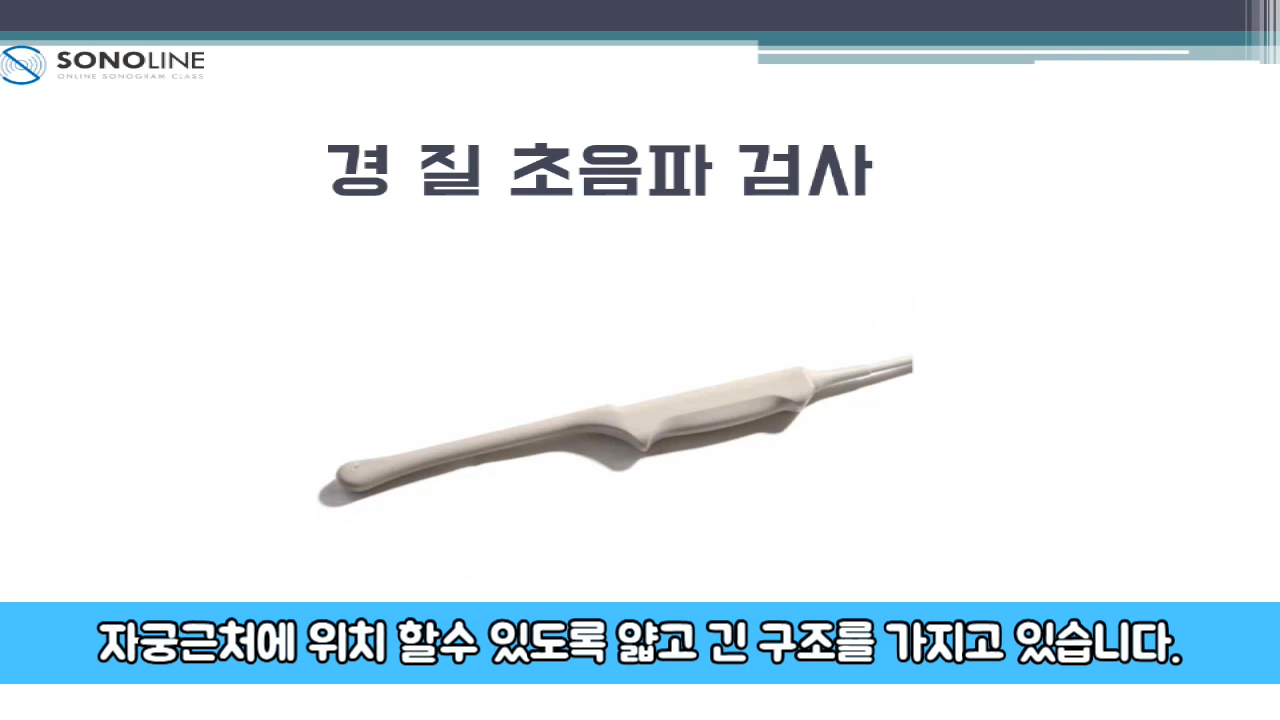 SONOLINE
ONLINE SONOGRAM CLASS
경 질 초음파 검사
자궁근처에 위치 할수 있도록 얇고 긴 구조를 가지고 있습니다.